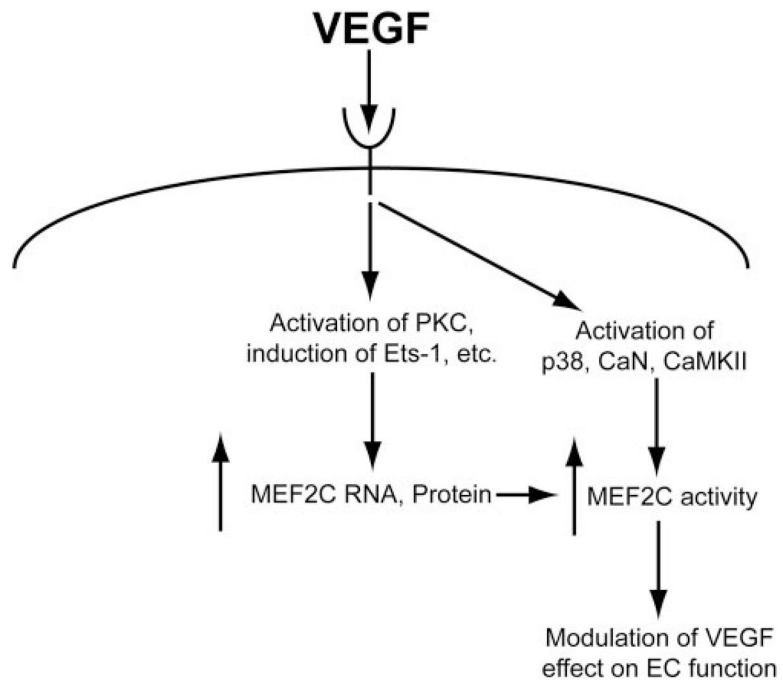 VEGF
Activation of PKC,
induction of Ets-1, etc.
Activation of
p38, CaN, CaMKII
MEF2C RNA, Protein
MEF2C activity
Modulation of VEGF
effect on EC function